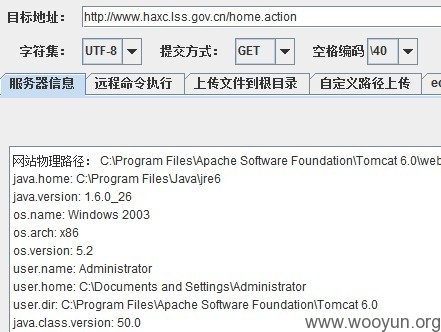 目标地址： http://www.haxc.lss.gov.cn/home.action
字符集： UTF-8 提交方式： GET 空格编码 \40
服务器信息 远程命令执行 上传文件到根目录 自定义路径上传
网站物理路径： C:\Program Files\Apache Software Foundation\Tomcat 6.0\web
java.home: C:\Program Files\Java\jre6
java.version: 1.6.0_26
os.name: Windows 2003
os.arch: x86
os.version: 5.2
user.name: Administrator
user.home: C:\Documents and Settings\Administrator
user.dir: C:\Program Files\Apache Software Foundation\Tomcat 6.0
java.class.version: 50.0
www.wooyun.org